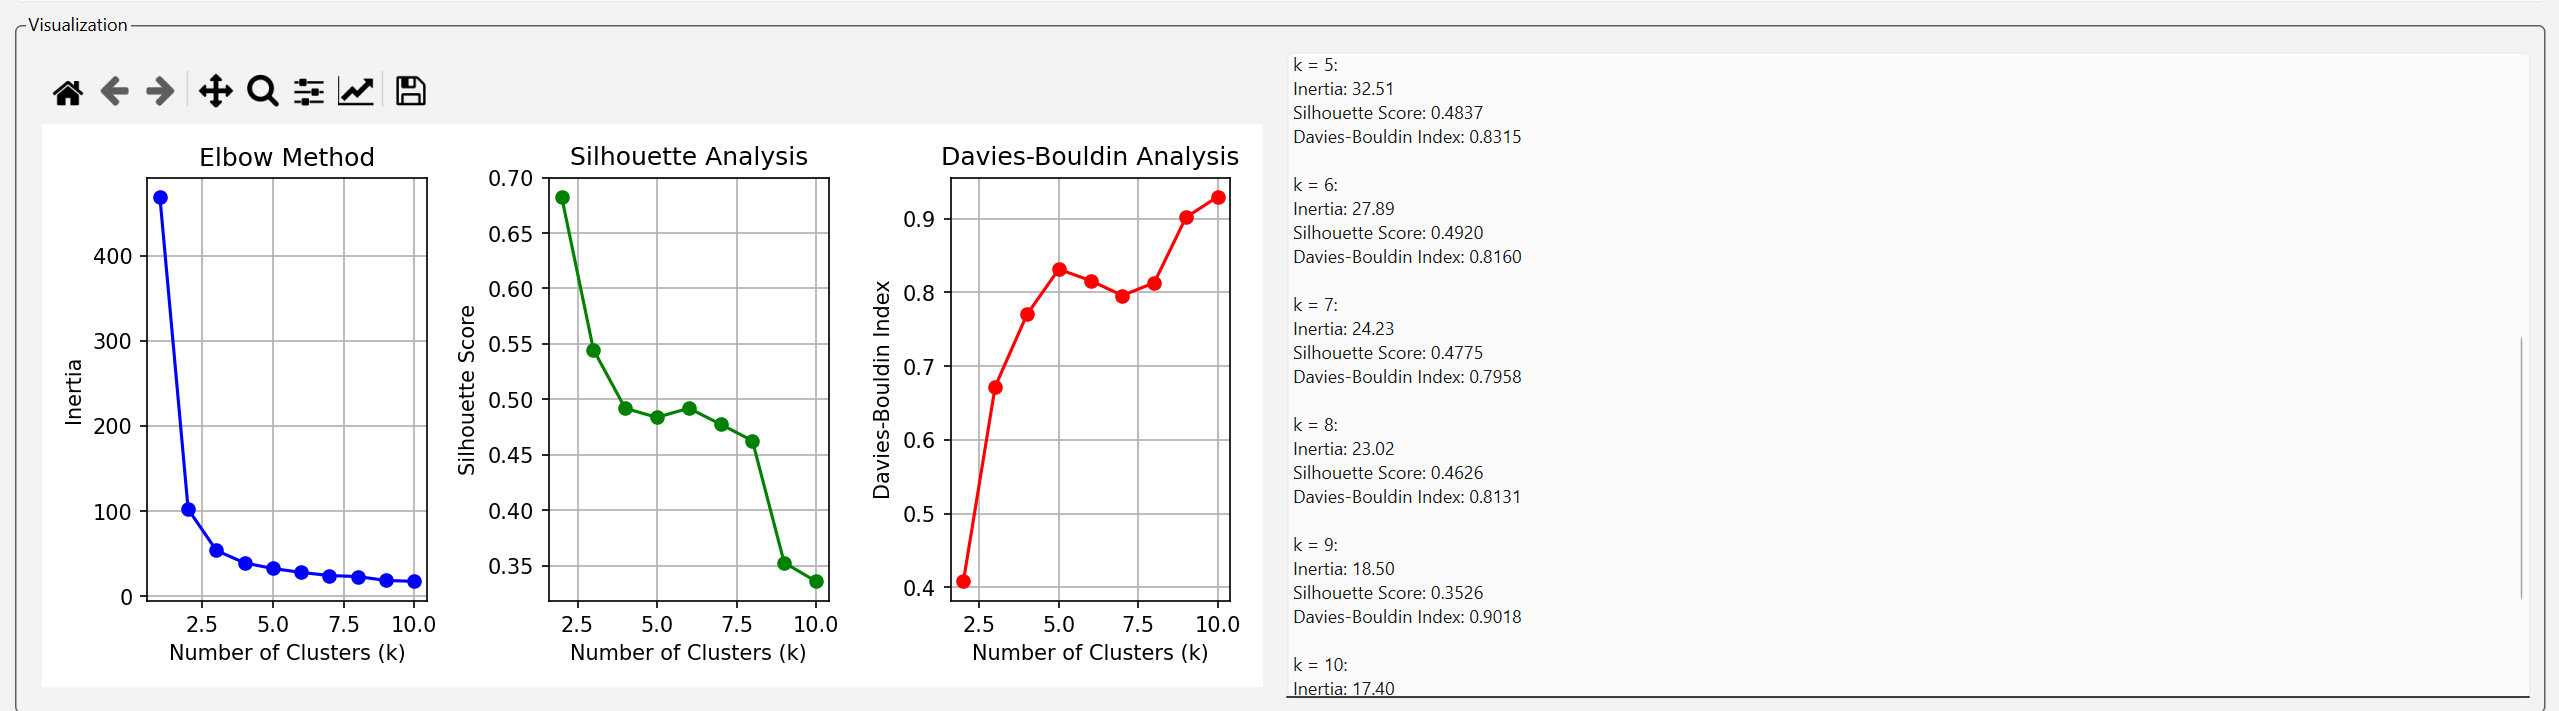 Visualization
Elbow Method
400
300
200
100
0
Inertia
2.5 5.0 7.5 10.0
Number of Clusters (k)
Silhouette Analysis
0.70
0.65
0.60
0.55
0.50
0.45
0.40
0.35
Silhouette Score
2.5 5.0 7.5 10.0
Number of Clusters (k)
Davies-Bouldin Analysis
0.9
0.8
0.7
0.6
0.5
0.4
Davies-Bouldin Index
2.5 5.0 7.5 10.0
Number of Clusters (k)
k = 5:
Inertia: 32.51
Silhouette Score: 0.4837
Davies-Bouldin Index: 0.8315
k = 6:
Inertia: 27.89
Silhouette Score: 0.4920
Davies-Bouldin Index: 0.8160
k = 7:
Inertia: 24.23
Silhouette Score: 0.4775
Davies-Bouldin Index: 0.7958
k = 8:
Inertia: 23.02
Silhouette Score: 0.4626
Davies-Bouldin Index: 0.8131
k = 9:
Inertia: 18.50
Silhouette Score: 0.3526
Davies-Bouldin Index: 0.9018
k = 10:
Inertia: 17.40